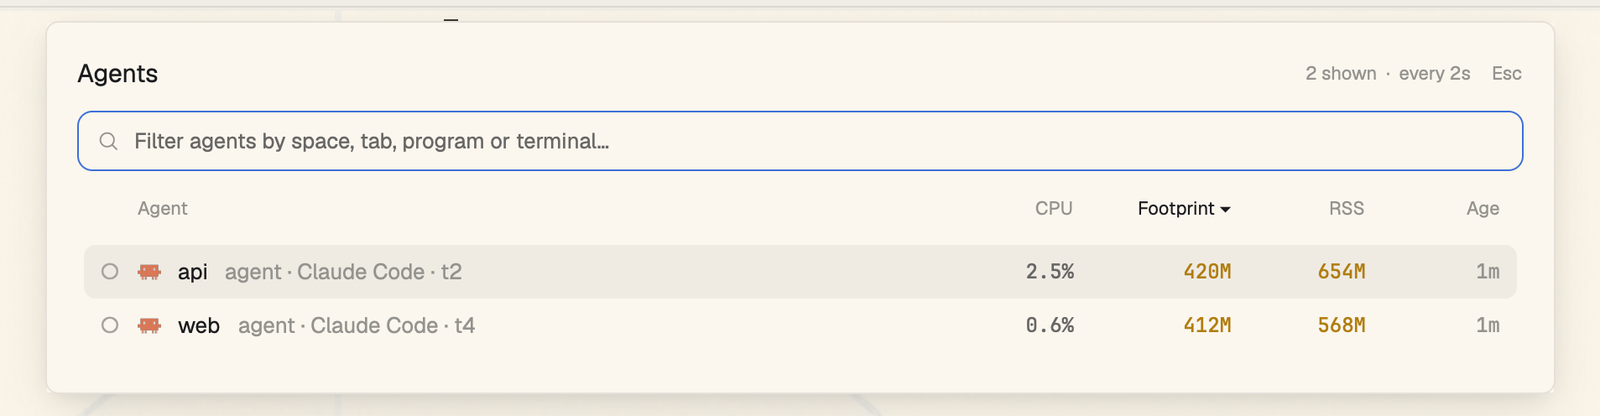 Agents 2 shown · every 2s Esc
Filter agents by space, tab, program or terminal...
Agent CPU Footprint RSS Age
api agent · Claude Code · t2 2.5% 420M 654M 1m
web agent · Claude Code · t4 0.6% 412M 568M 1m